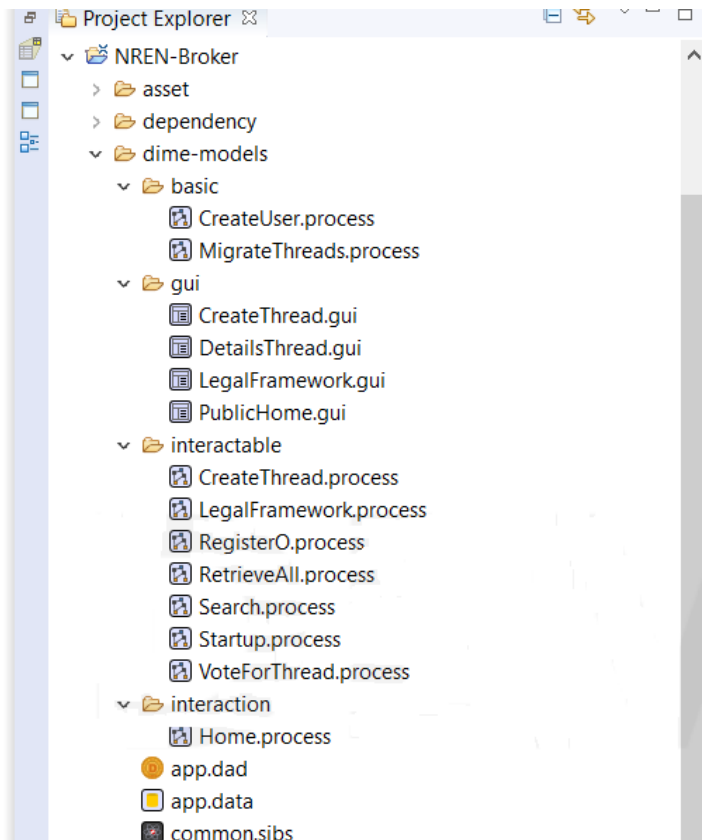 Project Explorer
NREN-Broker
asset
dependency
dime-models
basic
CreateUser.process
MigrateThreads.process
gui
CreateThread.gui
DetailsThread.gui
LegalFramework.gui
PublicHome.gui
interactable
CreateThread.process
LegalFramework.process
RegisterO.process
RetrieveAll.process
Search.process
Startup.process
VoteForThread.process
interaction
Home.process
app.dad
app.data
common.sibs